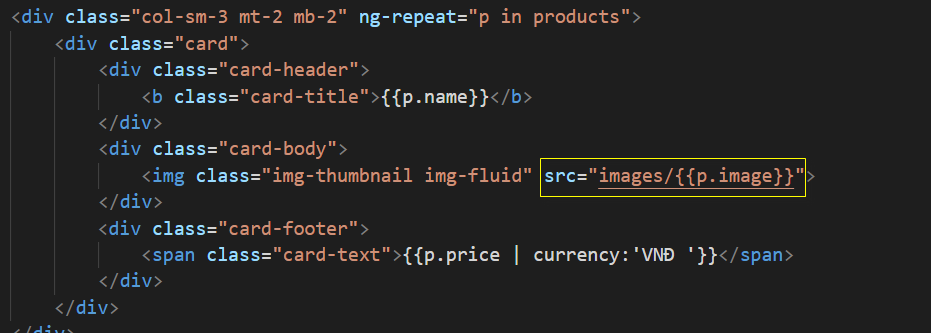 <div class="col-sm-3 mt-2 mb-2" ng-repeat="p in products">
<div class="card">
<div class="card-header">
<b class="card-title">{{p.name}}</b>
</div>
<div class="card-body">
<img class="img-thumbnail img-fluid" src="images/{{p.image}}">
</div>
<div class="card-footer">
<span class="card-text">{{p.price | currency:'VNĐ '}}</span>
</div>
</div>
</div>